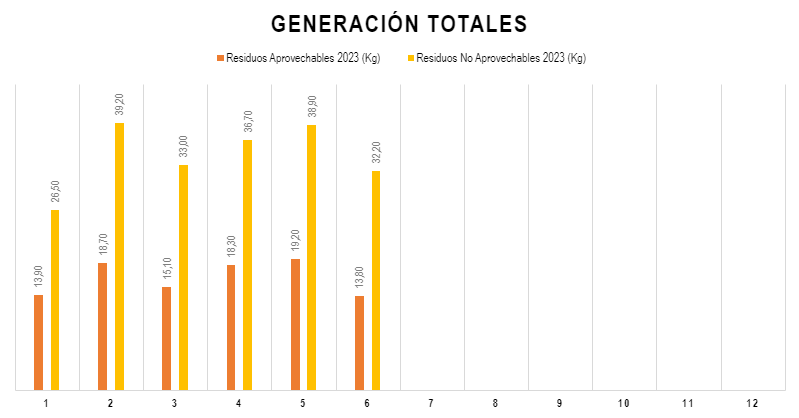 GENERACIÓN TOTALES
Residuos Aprovechables 2023 (Kg) Residuos No Aprovechables 2023 (Kg)
13,90 26,50 18,70 39,20 15,10 33,00 18,30 36,70 19,20 38,90 13,80 32,20
1 2 3 4 5 6 7 8 9 10 11 12